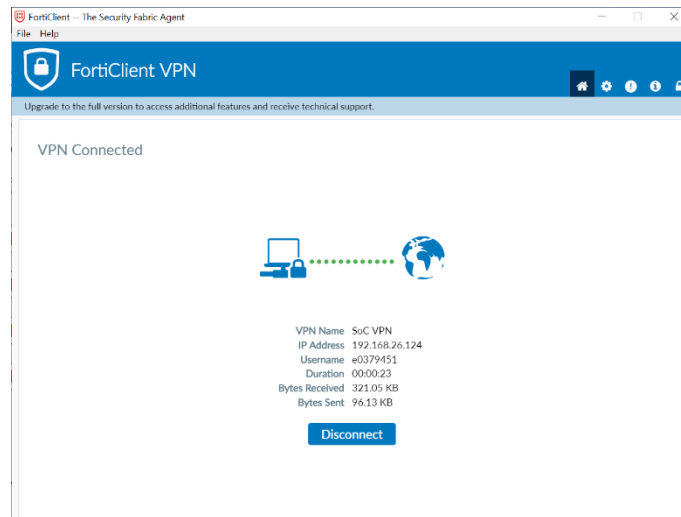 FortiClient -- The Security Fabric Agent
File Help
FortiClient VPN
Upgrade to the full version to access additional features and receive technical support.
VPN Connected
VPN Name SoC VPN
IP Address 192.168.26.124
Username e0379451
Duration 00:00:23
Bytes Received 321.05 KB
Bytes Sent 96.13 KB
Disconnect